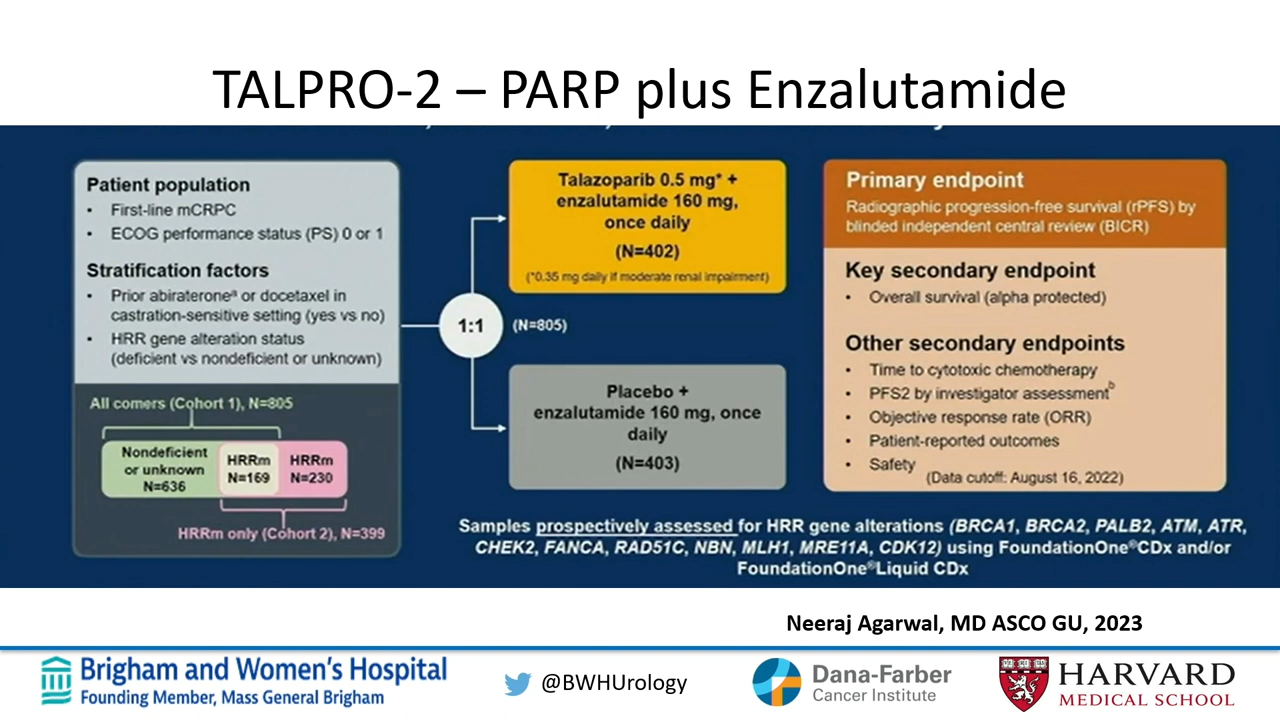 TALPRO-2 – PARP plus Enzalutamide
Patient population
• First-line mCRPC
• ECOG performance status (PS) 0 or 1
Stratification factors
• Prior abirateroneᵃ or docetaxel in
castration-sensitive setting (yes vs no)
• HRR gene alteration status
(deficient vs nondeficient or unknown)
All comers (Cohort 1), N=805
Nondeficient
or unknown
N=636
HRRm
N=169
HRRm
N=230
HRRm only (Cohort 2), N=399
1:1
(N=805)
Talazoparib 0.5 mg* +
enzalutamide 160 mg,
once daily
(N=402)
(*0.35 mg daily if moderate renal impairment)
Placebo +
enzalutamide 160 mg, once
daily
(N=403)
Primary endpoint
Radiographic progression-free survival (rPFS) by
blinded independent central review (BICR)
Key secondary endpoint
• Overall survival (alpha protected)
Other secondary endpoints
• Time to cytotoxic chemotherapy
• PFS2 by investigator assessmentᵇ
• Objective response rate (ORR)
• Patient-reported outcomes
• Safety
(Data cutoff: August 16, 2022)
Samples prospectively assessed for HRR gene alterations (BRCA1, BRCA2, PALB2, ATM, ATR,
CHEK2, FANCA, RAD51C, NBN, MLH1, MRE11A, CDK12) using FoundationOne®CDx and/or
FoundationOne®Liquid CDx
Neeraj Agarwal, MD ASCO GU, 2023
Brigham and Women's Hospital
Founding Member, Mass General Brigham
@BWHUrology
Dana-Farber
Cancer Institute
HARVARD
MEDICAL SCHOOL